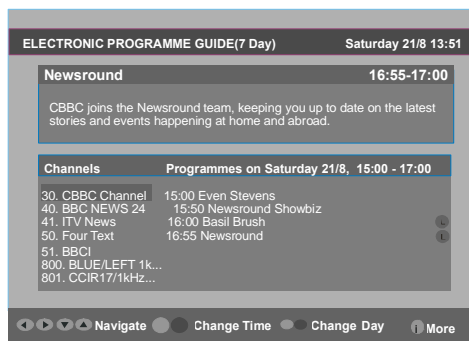 ELECTRONIC PROGRAMME GUIDE(7 Day) Saturday 21/8 13:51
Newsround 16:55-17:00
CBBC joins the Newsround team, keeping you up to date on the latest
stories and events happening at home and abroad.
Channels Programmes on Saturday 21/8, 15:00 - 17:00
30. CBBC Channel 15:00 Even Stevens
40. BBC NEWS 24 15:50 Newsround Showbiz
41. ITV News 16:00 Basil Brush
50. Four Text 16:55 Newsround
51. BBCI
800. BLUE/LEFT 1k...
801. CCIR17/1kHz...
Navigate Change Time Change Day i More